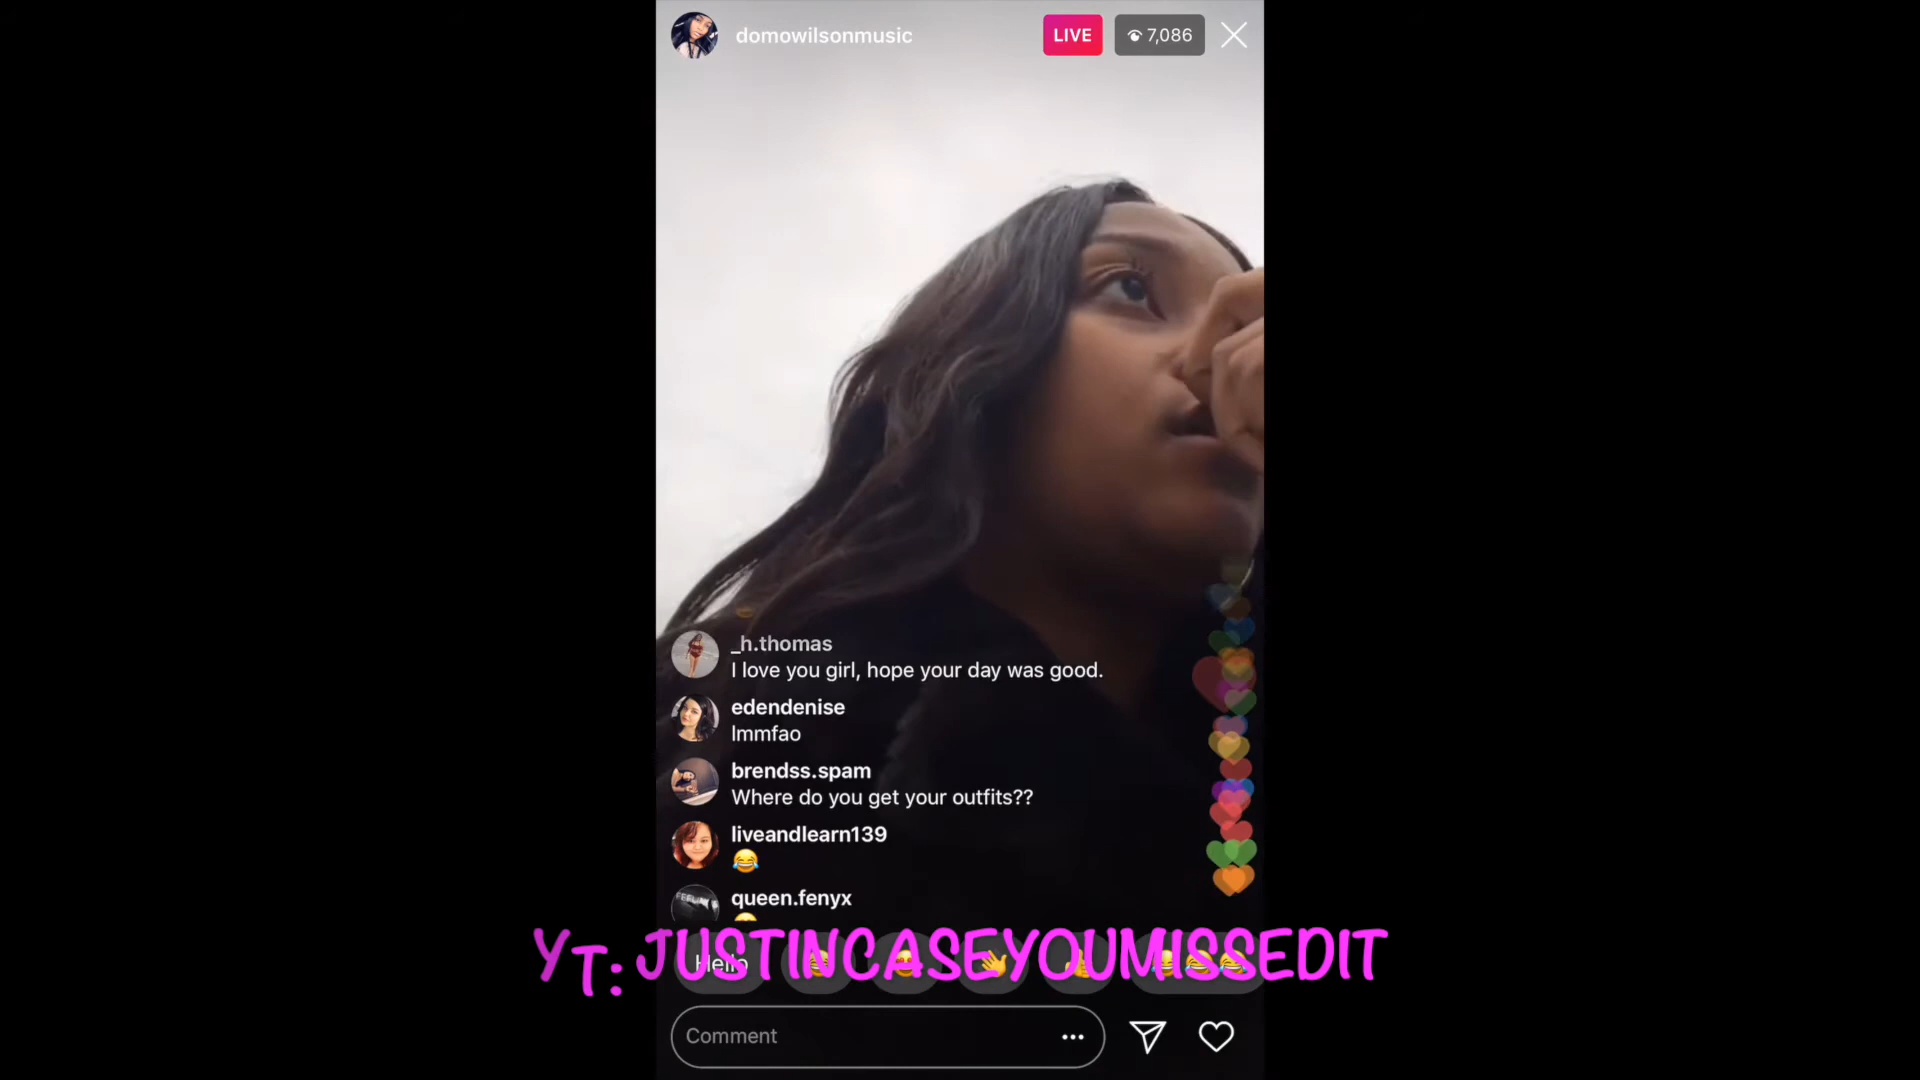 domowilsonmusic
LIVE
7,086
_h.thomas
I love you girl, hope your day was good.
edendenise
lmmfao
brendss.spam
Where do you get your outfits??
liveandlearn139
😂
queen.fenyx
YT: JUSTINCASEYOUMISSEDIT
Hello
Comment